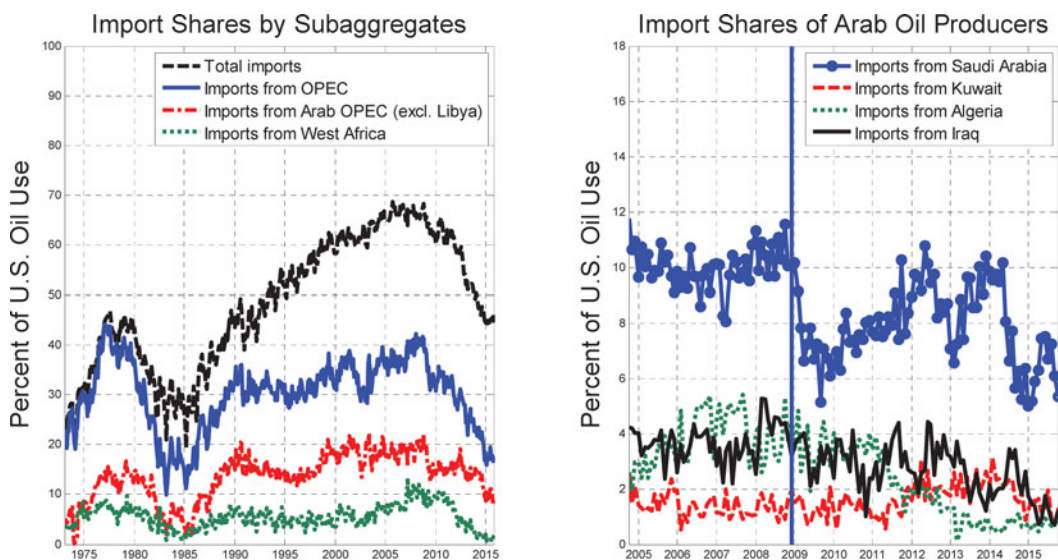 Import Shares by Subaggregates
Percent of U.S. Oil Use
100
90
80
70
60
50
40
30
20
10
0
Total imports
Imports from OPEC
Imports from Arab OPEC (excl. Libya)
Imports from West Africa
1975 1980 1985 1990 1995 2000 2005 2010 2015
Import Shares of Arab Oil Producers
Percent of U.S. Oil Use
18
16
14
12
10
8
6
4
2
0
Imports from Saudi Arabia
Imports from Kuwait
Imports from Algeria
Imports from Iraq
2005 2006 2007 2008 2009 2010 2011 2012 2013 2014 2015